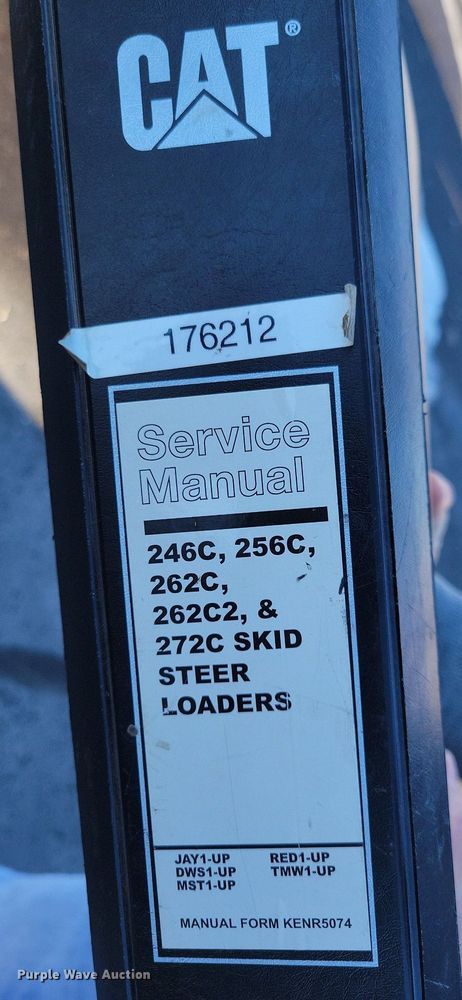 CAT®
176212
Service
Manual
246C, 256C,
262C,
262C2, &
272C SKID
STEER
LOADERS
JAY1-UP RED1-UP
DWS1-UP TMW1-UP
MST1-UP
MANUAL FORM KENR5074
Purple Wave Auction